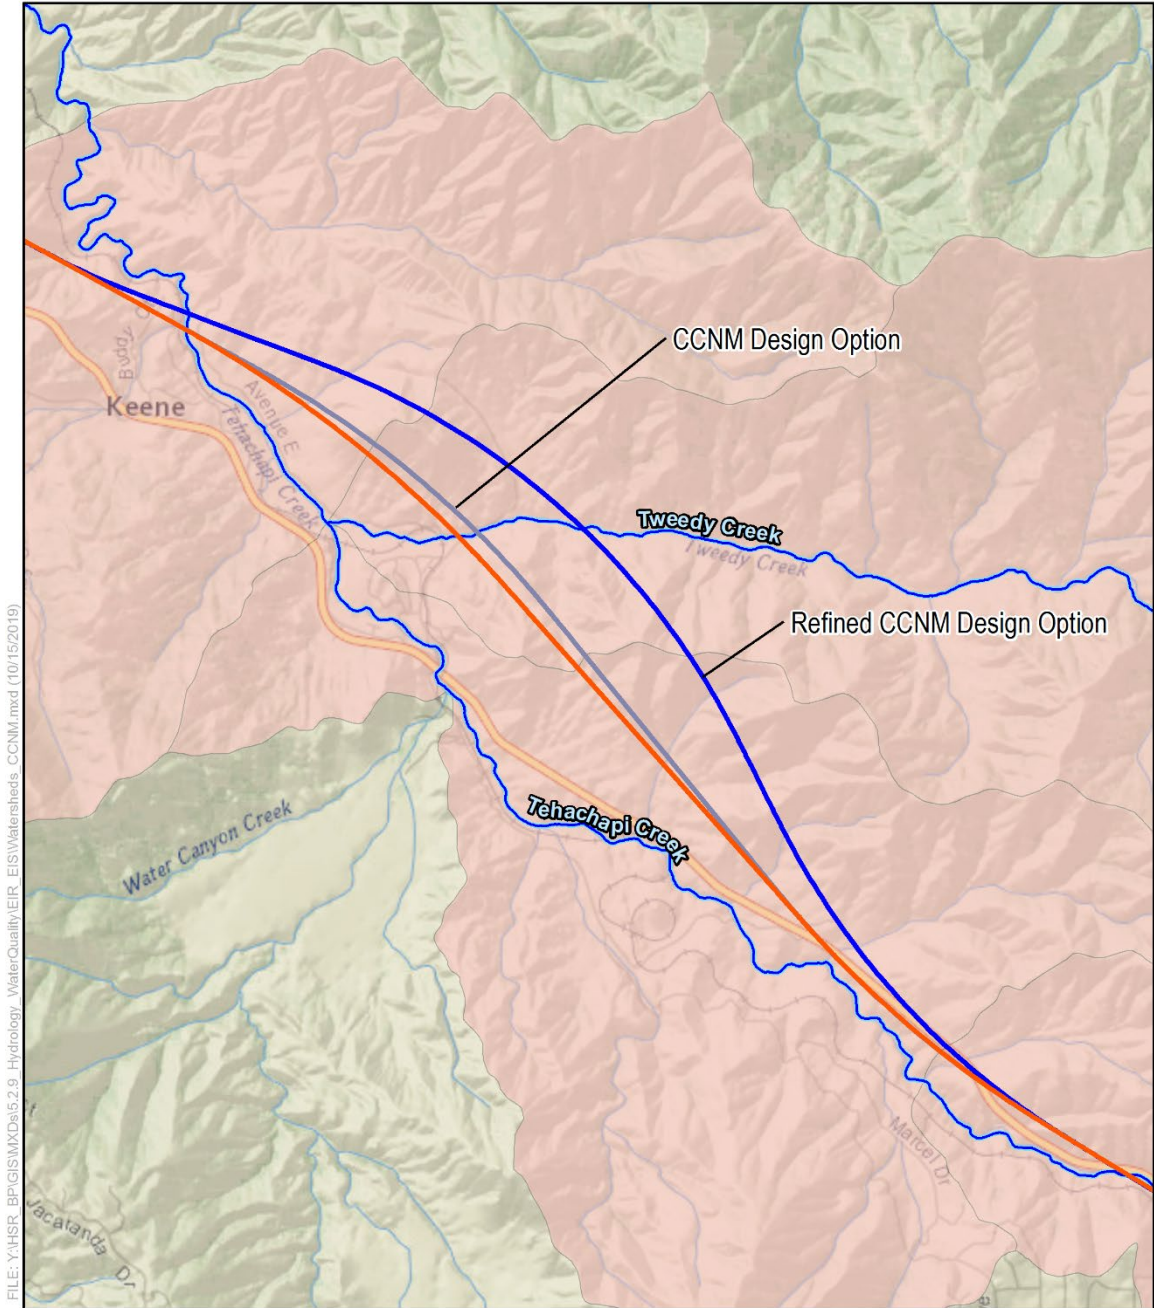 CCNM Design Option
Budd
Keene
Avenue E
Tehachapi Creek
Tweedy Creek
Tweedy Creek
Refined CCNM Design Option
Tehachapi Creek
Water Canyon Creek
Marcel Dr
Jacaranda Dr
FILE: Y:\HSR_BP\GIS\MXDs\5.2.9_Hydrology_WaterQuality\EIR_EIS\Watersheds_CCNM.mxd (10/15/2019)